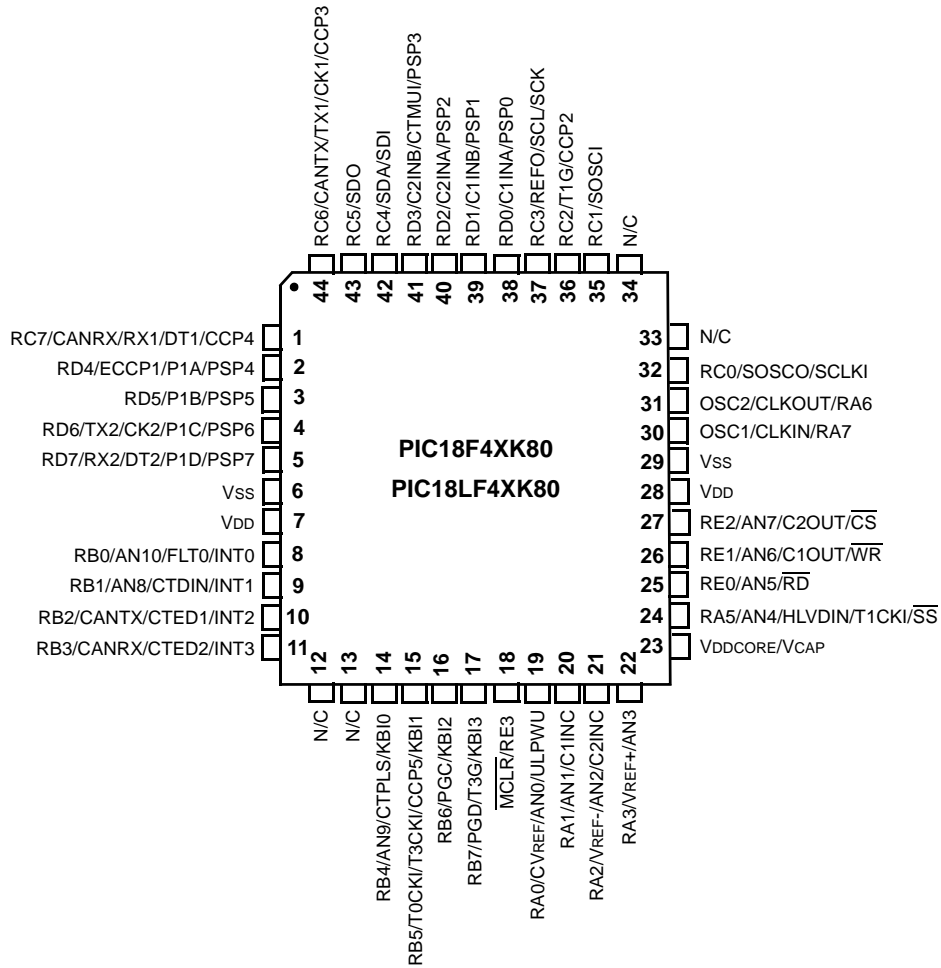 RC6/CANTX/TX1/CK1/CCP3
RC5/SDO
RC4/SDA/SDI
RD3/C2INB/CTMUI/PSP3
RD2/C2INA/PSP2
RD1/C1INB/PSP1
RD0/C1INA/PSP0
RC3/REFO/SCL/SCK
RC2/T1G/CCP2
RC1/SOSCI
N/C
44
43
42
41
40
39
38
37
36
35
34
RC7/CANRX/RX1/DT1/CCP4 1
RD4/ECCP1/P1A/PSP4 2
RD5/P1B/PSP5 3
RD6/TX2/CK2/P1C/PSP6 4
RD7/RX2/DT2/P1D/PSP7 5
VSS 6
VDD 7
RB0/AN10/FLT0/INT0 8
RB1/AN8/CTDIN/INT1 9
RB2/CANTX/CTED1/INT2 10
RB3/CANRX/CTED2/INT3 11
PIC18F4XK80
PIC18LF4XK80
33 N/C
32 RC0/SOSCO/SCLKI
31 OSC2/CLKOUT/RA6
30 OSC1/CLKIN/RA7
29 VSS
28 VDD
27 RE2/AN7/C2OUT/CS
26 RE1/AN6/C1OUT/WR
25 RE0/AN5/RD
24 RA5/AN4/HLVDIN/T1CKI/SS
23 VDDCORE/VCAP
12
13
14
15
16
17
18
19
20
21
22
N/C
N/C
RB4/AN9/CTPLS/KBI0
RB5/T0CKI/T3CKI/CCP5/KBI1
RB6/PGC/KBI2
RB7/PGD/T3G/KBI3
MCLR/RE3
RA0/CVREF/AN0/ULPWU
RA1/AN1/C1INC
RA2/VREF-/AN2/C2INC
RA3/VREF+/AN3